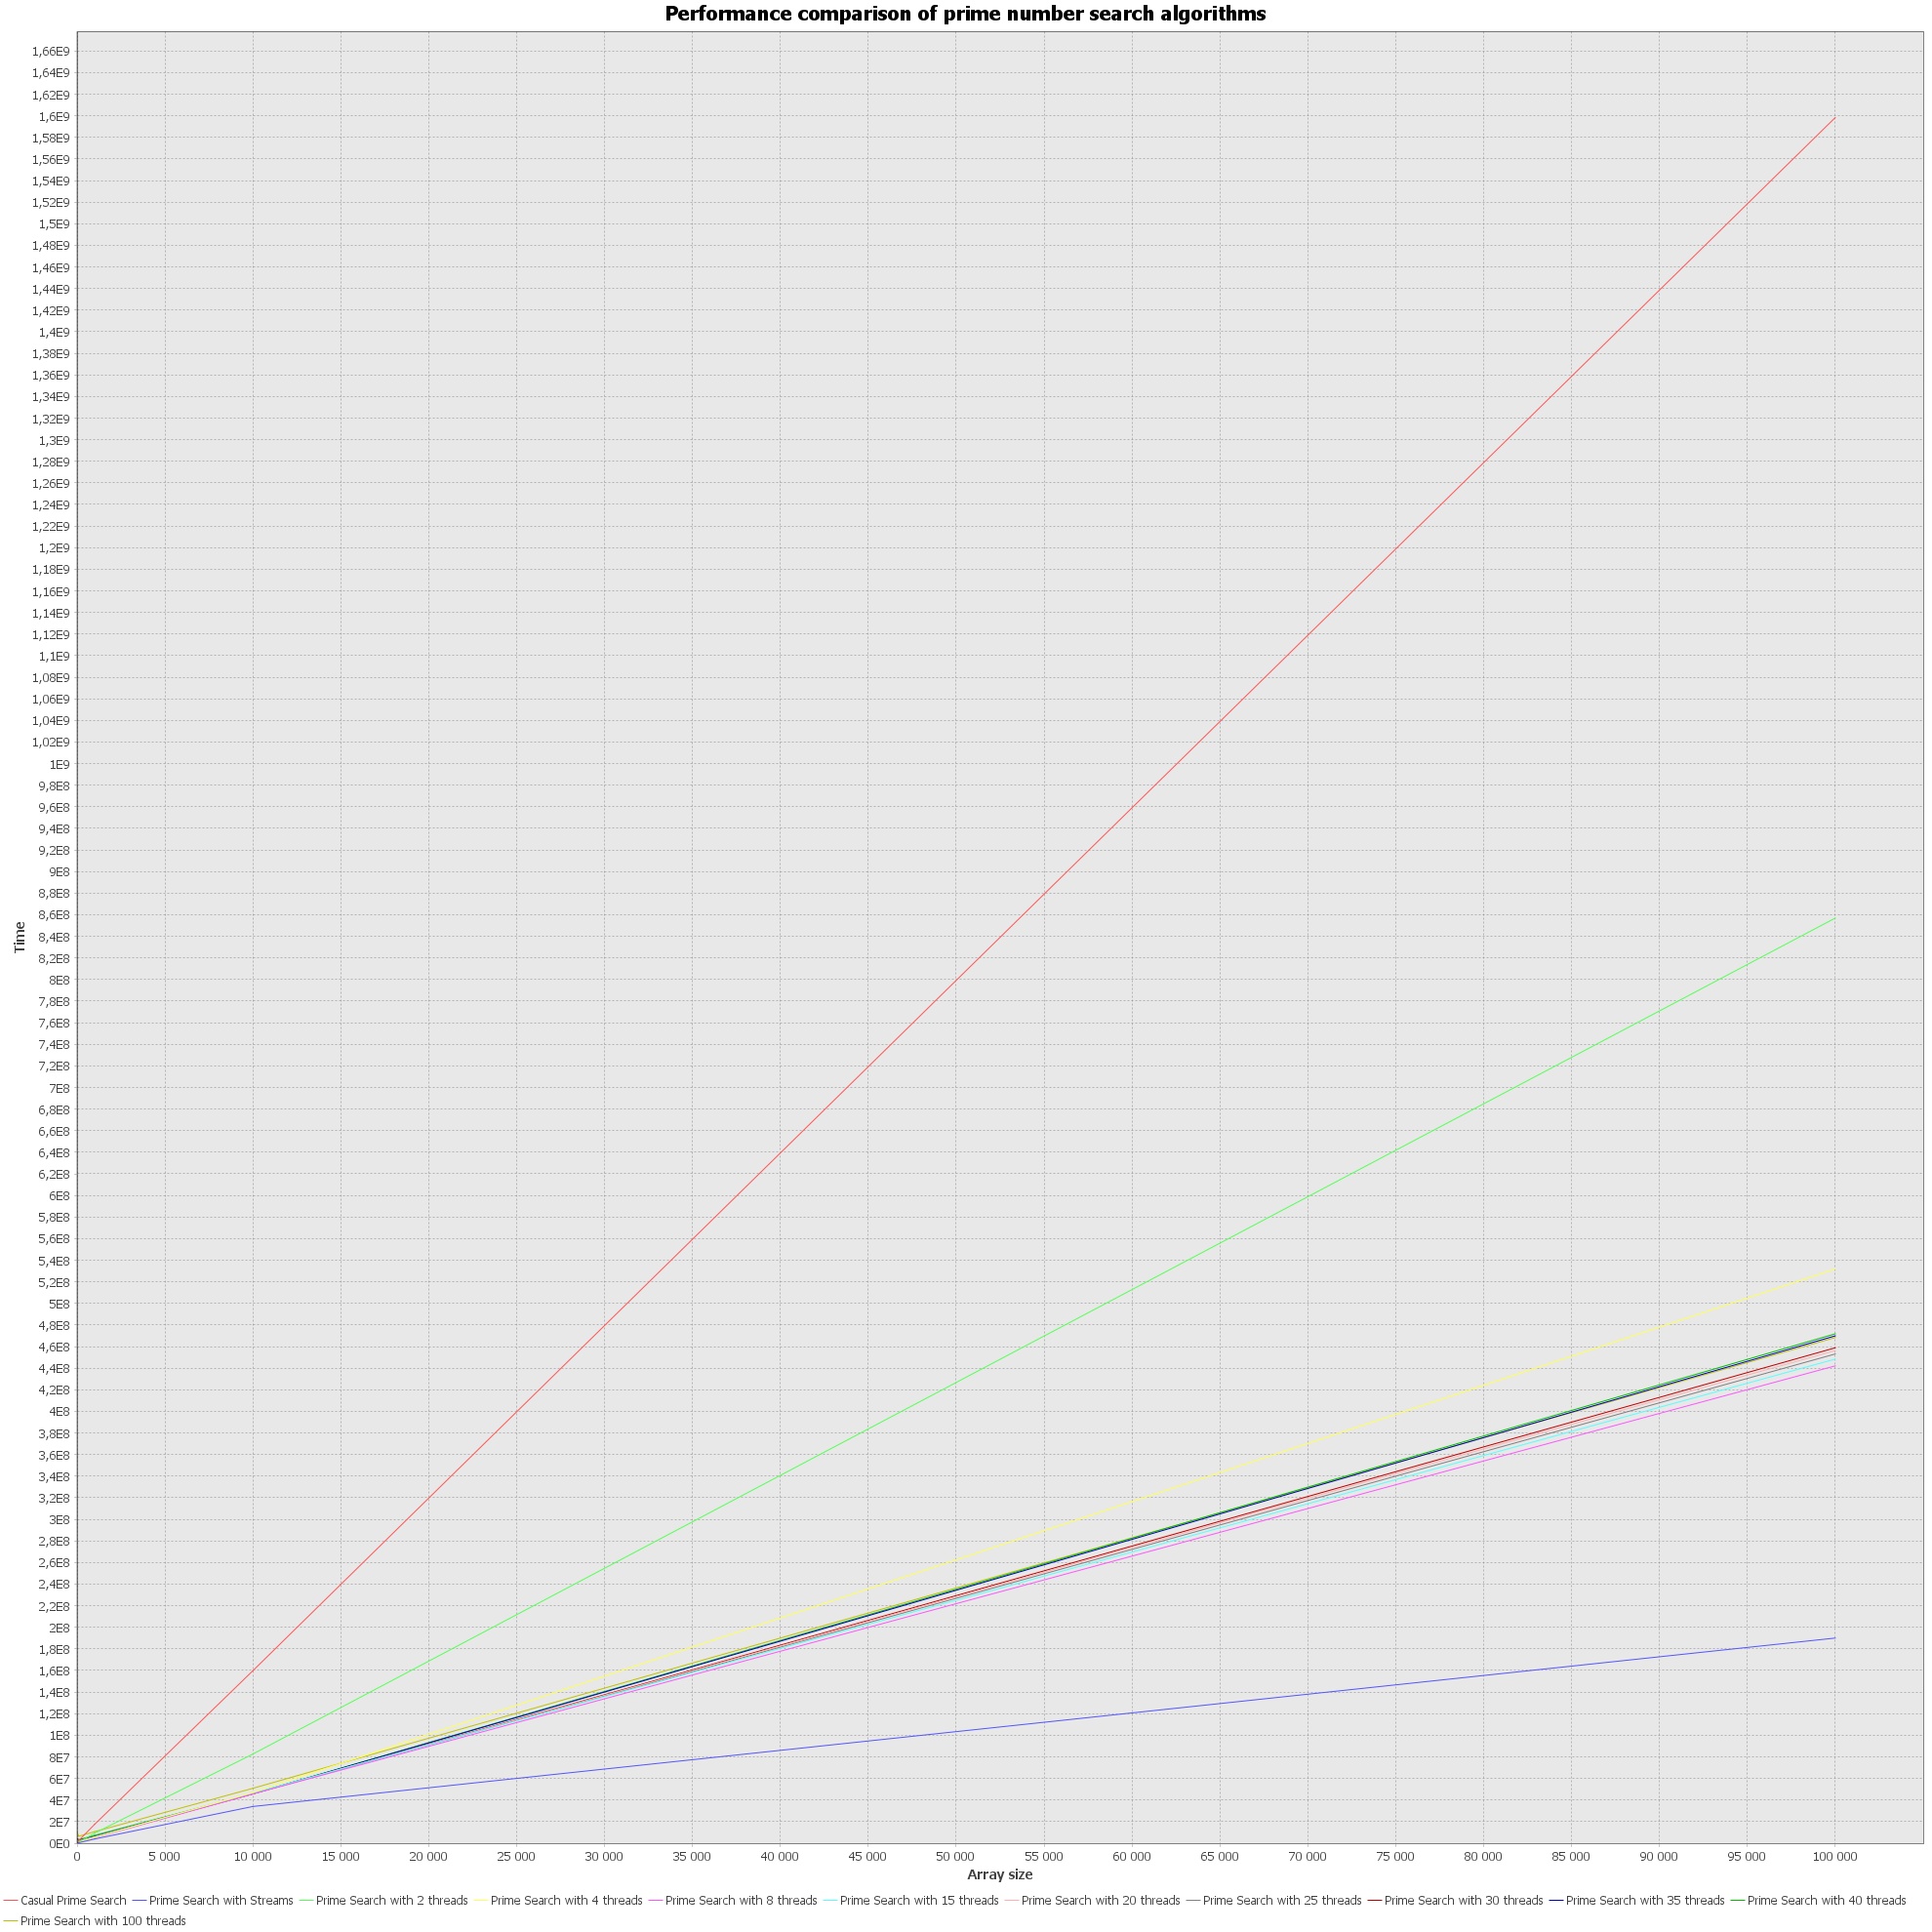 Performance comparison of prime number search algorithms
1,66E9
1,64E9
1,62E9
1,6E9
1,58E9
1,56E9
1,54E9
1,52E9
1,5E9
1,48E9
1,46E9
1,44E9
1,42E9
1,4E9
1,38E9
1,36E9
1,34E9
1,32E9
1,3E9
1,28E9
1,26E9
1,24E9
1,22E9
1,2E9
1,18E9
1,16E9
1,14E9
1,12E9
1,1E9
1,08E9
1,06E9
1,04E9
1,02E9
1E9
9,8E8
9,6E8
9,4E8
9,2E8
9E8
8,8E8
8,6E8
8,4E8
8,2E8
8E8
7,8E8
7,6E8
7,4E8
7,2E8
7E8
6,8E8
6,6E8
6,4E8
6,2E8
6E8
5,8E8
5,6E8
5,4E8
5,2E8
5E8
4,8E8
4,6E8
4,4E8
4,2E8
4E8
3,8E8
3,6E8
3,4E8
3,2E8
3E8
2,8E8
2,6E8
2,4E8
2,2E8
2E8
1,8E8
1,6E8
1,4E8
1,2E8
1E8
8E7
6E7
4E7
2E7
0E0
Time
0 5 000 10 000 15 000 20 000 25 000 30 000 35 000 40 000 45 000 50 000 55 000 60 000 65 000 70 000 75 000 80 000 85 000 90 000 95 000 100 000
Array size
Casual Prime Search Prime Search with Streams Prime Search with 2 threads Prime Search with 4 threads Prime Search with 8 threads Prime Search with 15 threads Prime Search with 20 threads Prime Search with 25 threads Prime Search with 30 threads Prime Search with 35 threads Prime Search with 40 threads
Prime Search with 100 threads